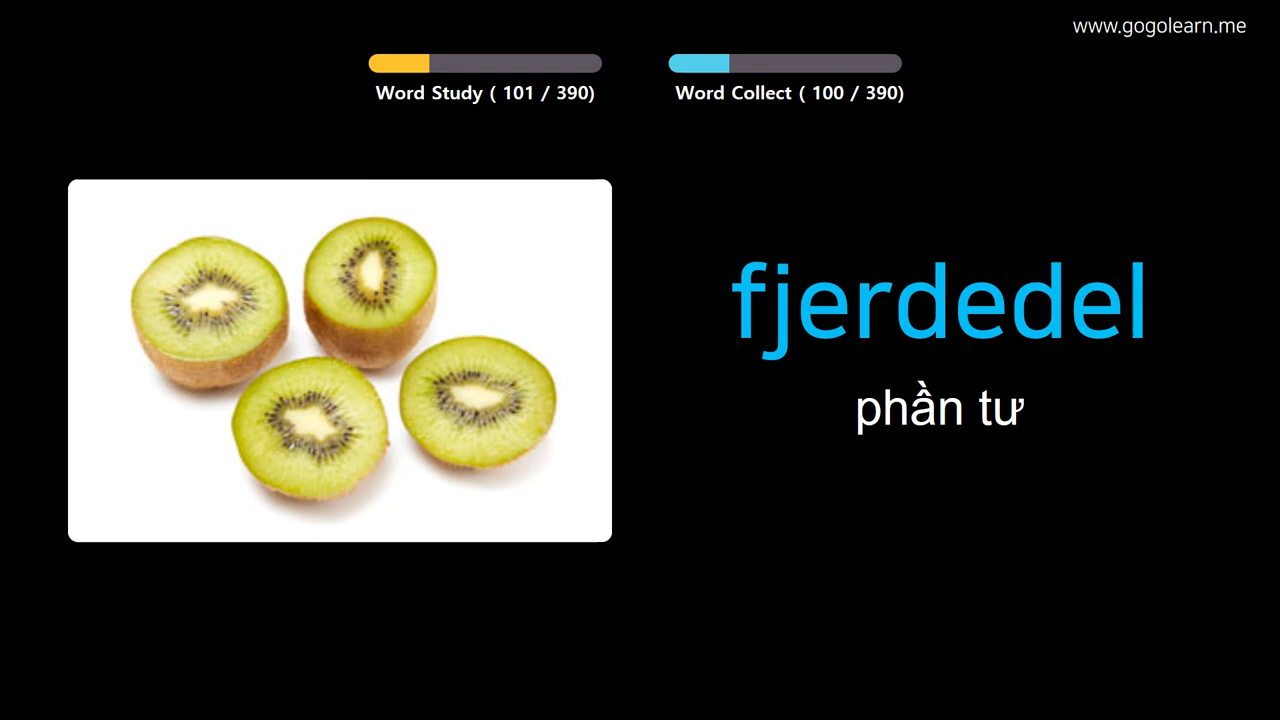 www.gogolearn.me
Word Study ( 101 / 390)
Word Collect ( 100 / 390)
fjerdedel
phần tư